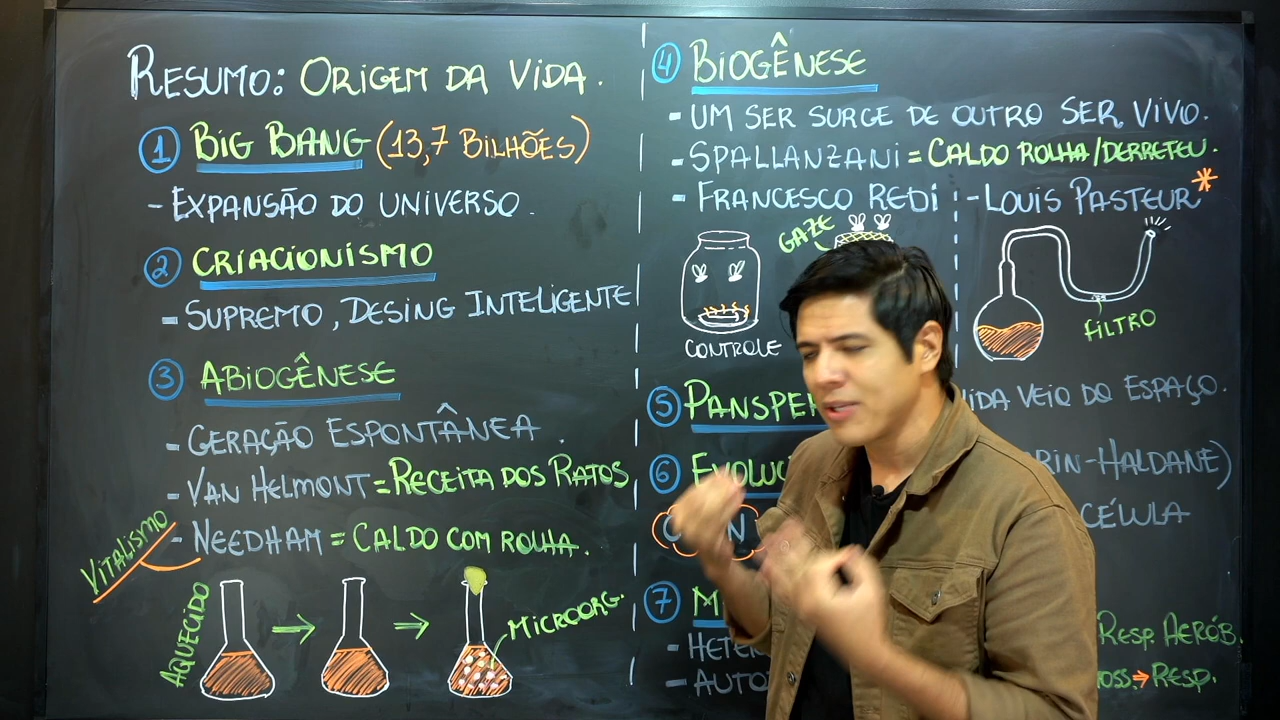 RESUMO: ORIGEM DA VIDA.
1 BIG BANG (13,7 BILHÕES)
- EXPANSÃO DO UNIVERSO.
2 CRIACIONISMO
- SUPREMO, DESING INTELIGENTE
3 ABIOGÊNESE
- GERAÇÃO ESPONTÂNEA.
- VAN HELMONT = RECEITA DOS RATOS
- NEEDHAM = CALDO COM ROLHA.
VITALISMO
AQUECIDO
MICROORG.
4 BIOGÊNESE
- UM SER SURGE DE OUTRO SER VIVO.
- SPALLANZANI = CALDO ROLHA/DERRETEU.
- FRANCESCO REDI
GAZE
CONTROLE
- LOUIS PASTEUR*
FILTRO
5 VEIO DO ESPAÇO.
6 -HALDANE)
CÉLULA
7
RESP. AERÓB.
→ RESP.